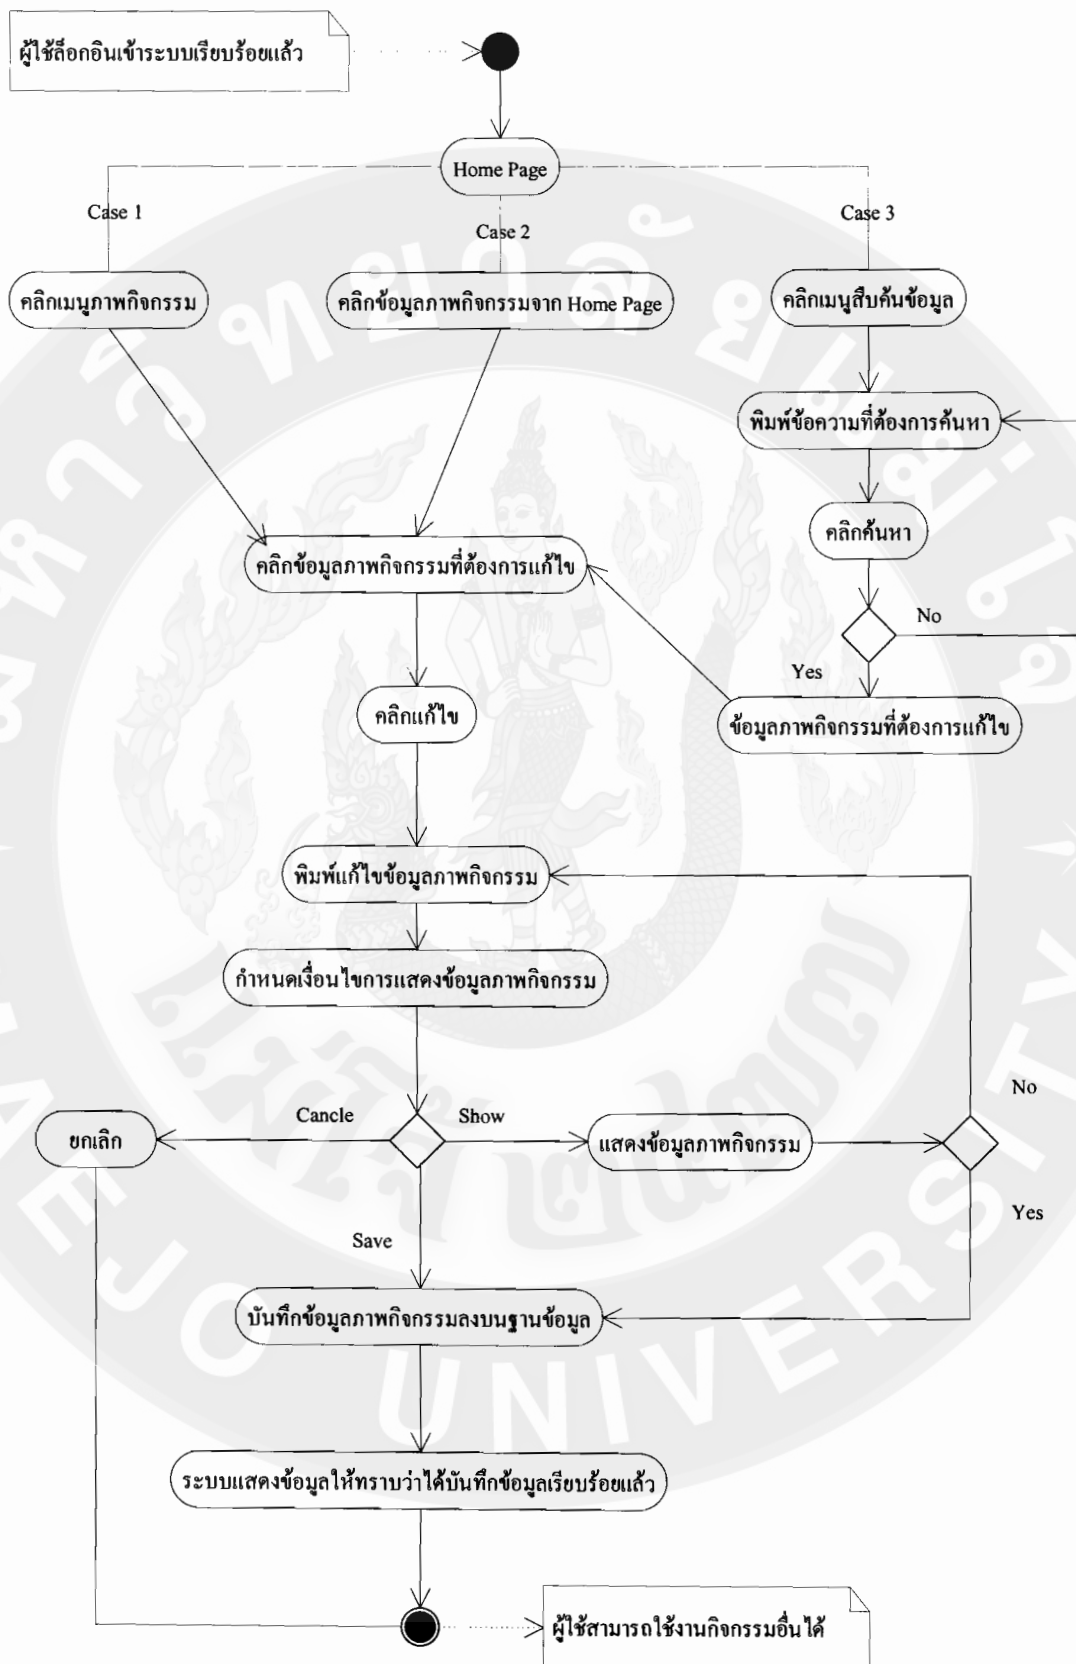 ผู้ใช้ล็อกอินเข้าระบบเรียบร้อยแล้ว
Home Page
Case 1
Case 2
Case 3
คลิกเมนูภาพกิจกรรม
คลิกข้อมูลภาพกิจกรรมจาก Home Page
คลิกเมนูสืบค้นข้อมูล
พิมพ์ข้อความที่ต้องการค้นหา
คลิกค้นหา
คลิกข้อมูลภาพกิจกรรมที่ต้องการแก้ไข
No
Yes
คลิกแก้ไข
ข้อมูลภาพกิจกรรมที่ต้องการแก้ไข
พิมพ์แก้ไขข้อมูลภาพกิจกรรม
กำหนดเงื่อนไขการแสดงข้อมูลภาพกิจกรรม
No
Cancle
Show
ยกเลิก
แสดงข้อมูลภาพกิจกรรม
Yes
Save
บันทึกข้อมูลภาพกิจกรรมลงบนฐานข้อมูล
ระบบแสดงข้อมูลให้ทราบว่าได้บันทึกข้อมูลเรียบร้อยแล้ว
ผู้ใช้สามารถใช้งานกิจกรรมอื่นได้
มหาวิทยาลัยแม่โจ้
AEJO UNIVERSITY